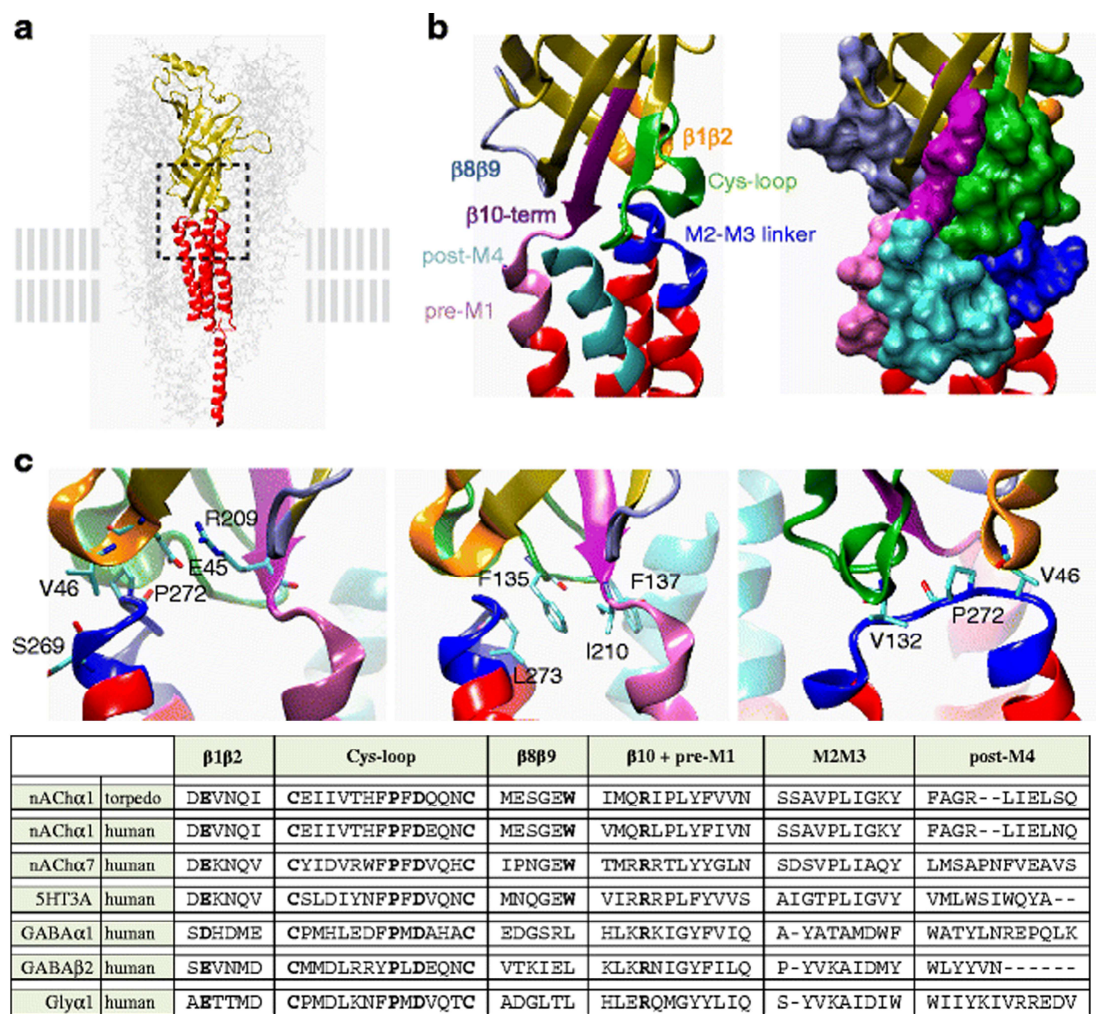 a
b
β1β2
β8β9
Cys-loop
β10-term
M2-M3 linker
post-M4
pre-M1
c
R209
E45
V46
P272
S269
F135
F137
I210
L273
V46
P272
V132
β1β2 Cys-loop β8β9 β10 + pre-M1 M2M3 post-M4
nAChα1 torpedo DEVNQI CEIIVTHFPFDQQNC MESGEW IMQRIPLYFVVN SSAVPLIGKY FAGR--LIELSQ
nAChα1 human DEVNQI CEIIVTHFPFDEQNC MESGEW VMQRLPLYFIVN SSAVPLIGKY FAGR--LIELNQ
nAChα7 human DEKNQV CYIDVRWFPFDVQHC IPNGEW TMRRRTLYYGLN SDSVPLIAQY LMSAPNFVEAVS
5HT3A human DEKNQV CSLDIYNFPFDVQNC MNQGEW VIRRRPLFYVVS AIGTPLIGVY VMLWSIWQYA--
GABAα1 human SDHDME CPMHLEDFPMDAHAC EDGSRL HLKRKIGYFVIQ A-YATAMDWF WATYLNREPQLK
GABAβ2 human SEVNMD CMMDLRRYPLDEQNC VTKIEL KLKRNIGYFILQ P-YVKAIDMY WLYYVN------
Glyα1 human AETTMD CPMDLKNFPMDVQTC ADGLTL HLERQMGYYLIQ S-YVKAIDIW WIIYKIVRREDV